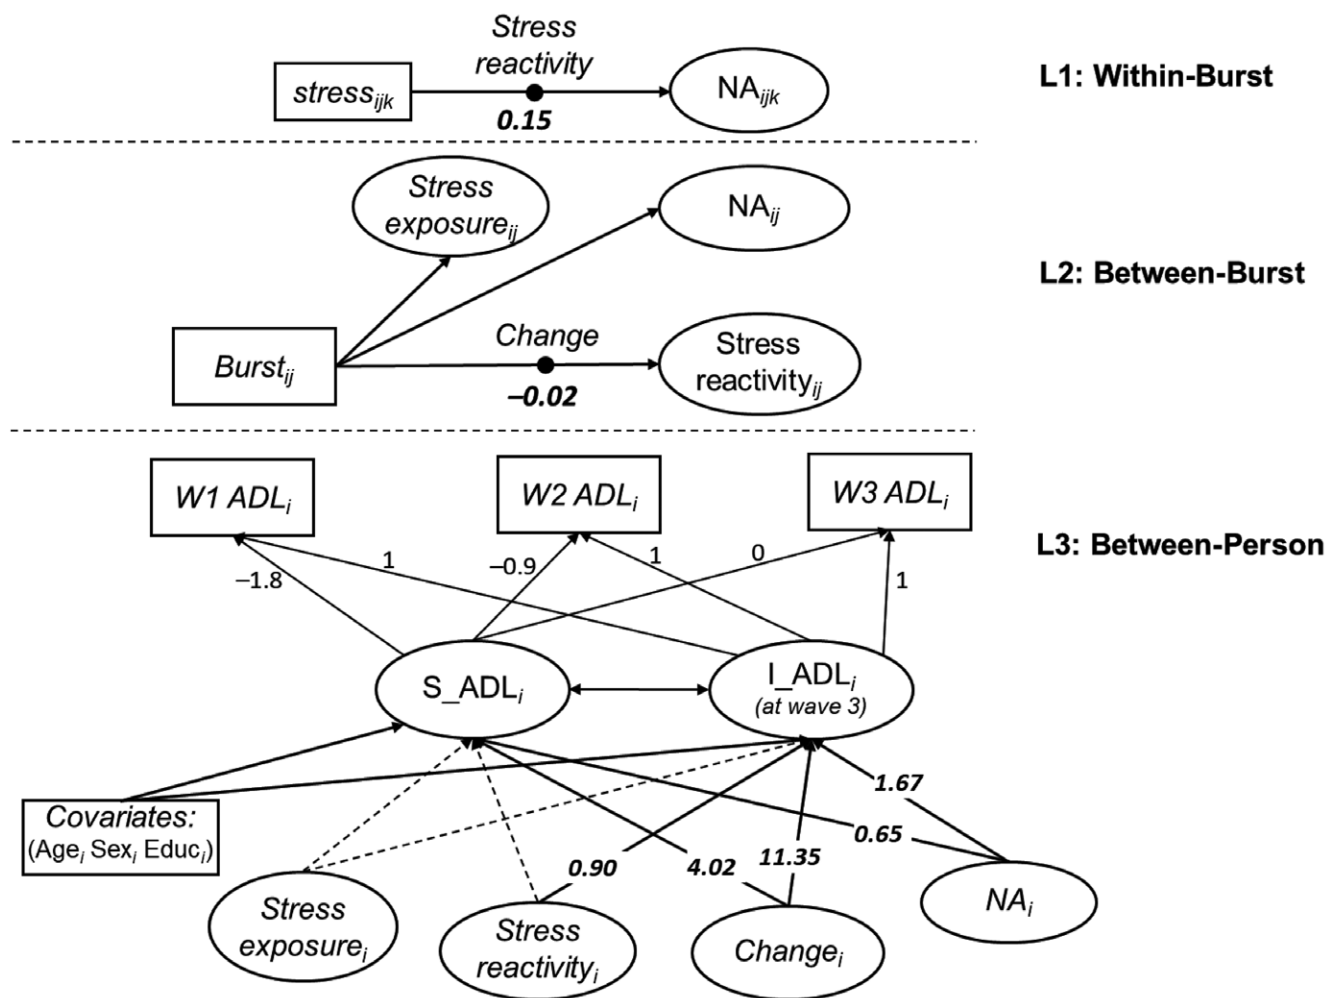 Stress
reactivity
stress_ijk
NA_ijk
0.15
L1: Within-Burst
Stress
exposure_ij
NA_ij
L2: Between-Burst
Burst_ij
Change
–0.02
Stress
reactivity_ij
W1 ADL_i
W2 ADL_i
W3 ADL_i
L3: Between-Person
–1.8
1
–0.9
1
0
1
S_ADL_i
I_ADL_i
(at wave 3)
Covariates:
(Age_i Sex_i Educ_i)
1.67
0.65
0.90
4.02
11.35
Stress
exposure_i
Stress
reactivity_i
Change_i
NA_i